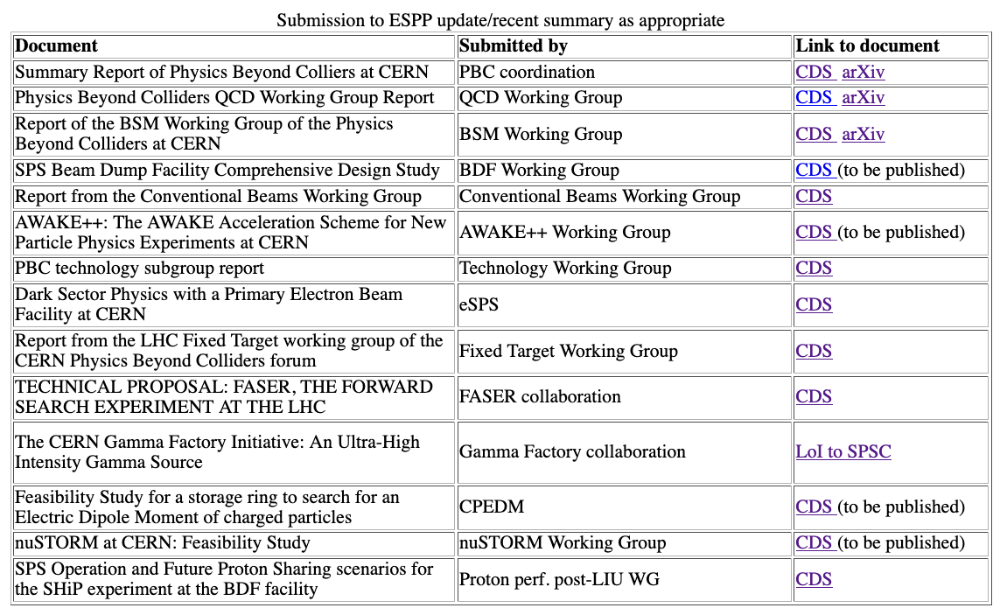 Submission to ESPP update/recent summary as appropriate
Document Submitted by Link to document
Summary Report of Physics Beyond Colliers at CERN PBC coordination CDS arXiv
Physics Beyond Colliders QCD Working Group Report QCD Working Group CDS arXiv
Report of the BSM Working Group of the Physics
Beyond Colliders at CERN BSM Working Group CDS arXiv
SPS Beam Dump Facility Comprehensive Design Study BDF Working Group CDS (to be published)
Report from the Conventional Beams Working Group Conventional Beams Working Group CDS
AWAKE++: The AWAKE Acceleration Scheme for New
Particle Physics Experiments at CERN AWAKE++ Working Group CDS (to be published)
PBC technology subgroup report Technology Working Group CDS
Dark Sector Physics with a Primary Electron Beam
Facility at CERN eSPS CDS
Report from the LHC Fixed Target working group of the
CERN Physics Beyond Colliders forum Fixed Target Working Group CDS
TECHNICAL PROPOSAL: FASER, THE FORWARD
SEARCH EXPERIMENT AT THE LHC FASER collaboration CDS
The CERN Gamma Factory Initiative: An Ultra-High
Intensity Gamma Source Gamma Factory collaboration LoI to SPSC
Feasibility Study for a storage ring to search for an
Electric Dipole Moment of charged particles CPEDM CDS (to be published)
nuSTORM at CERN: Feasibility Study nuSTORM Working Group CDS (to be published)
SPS Operation and Future Proton Sharing scenarios for
the SHiP experiment at the BDF facility Proton perf. post-LIU WG CDS